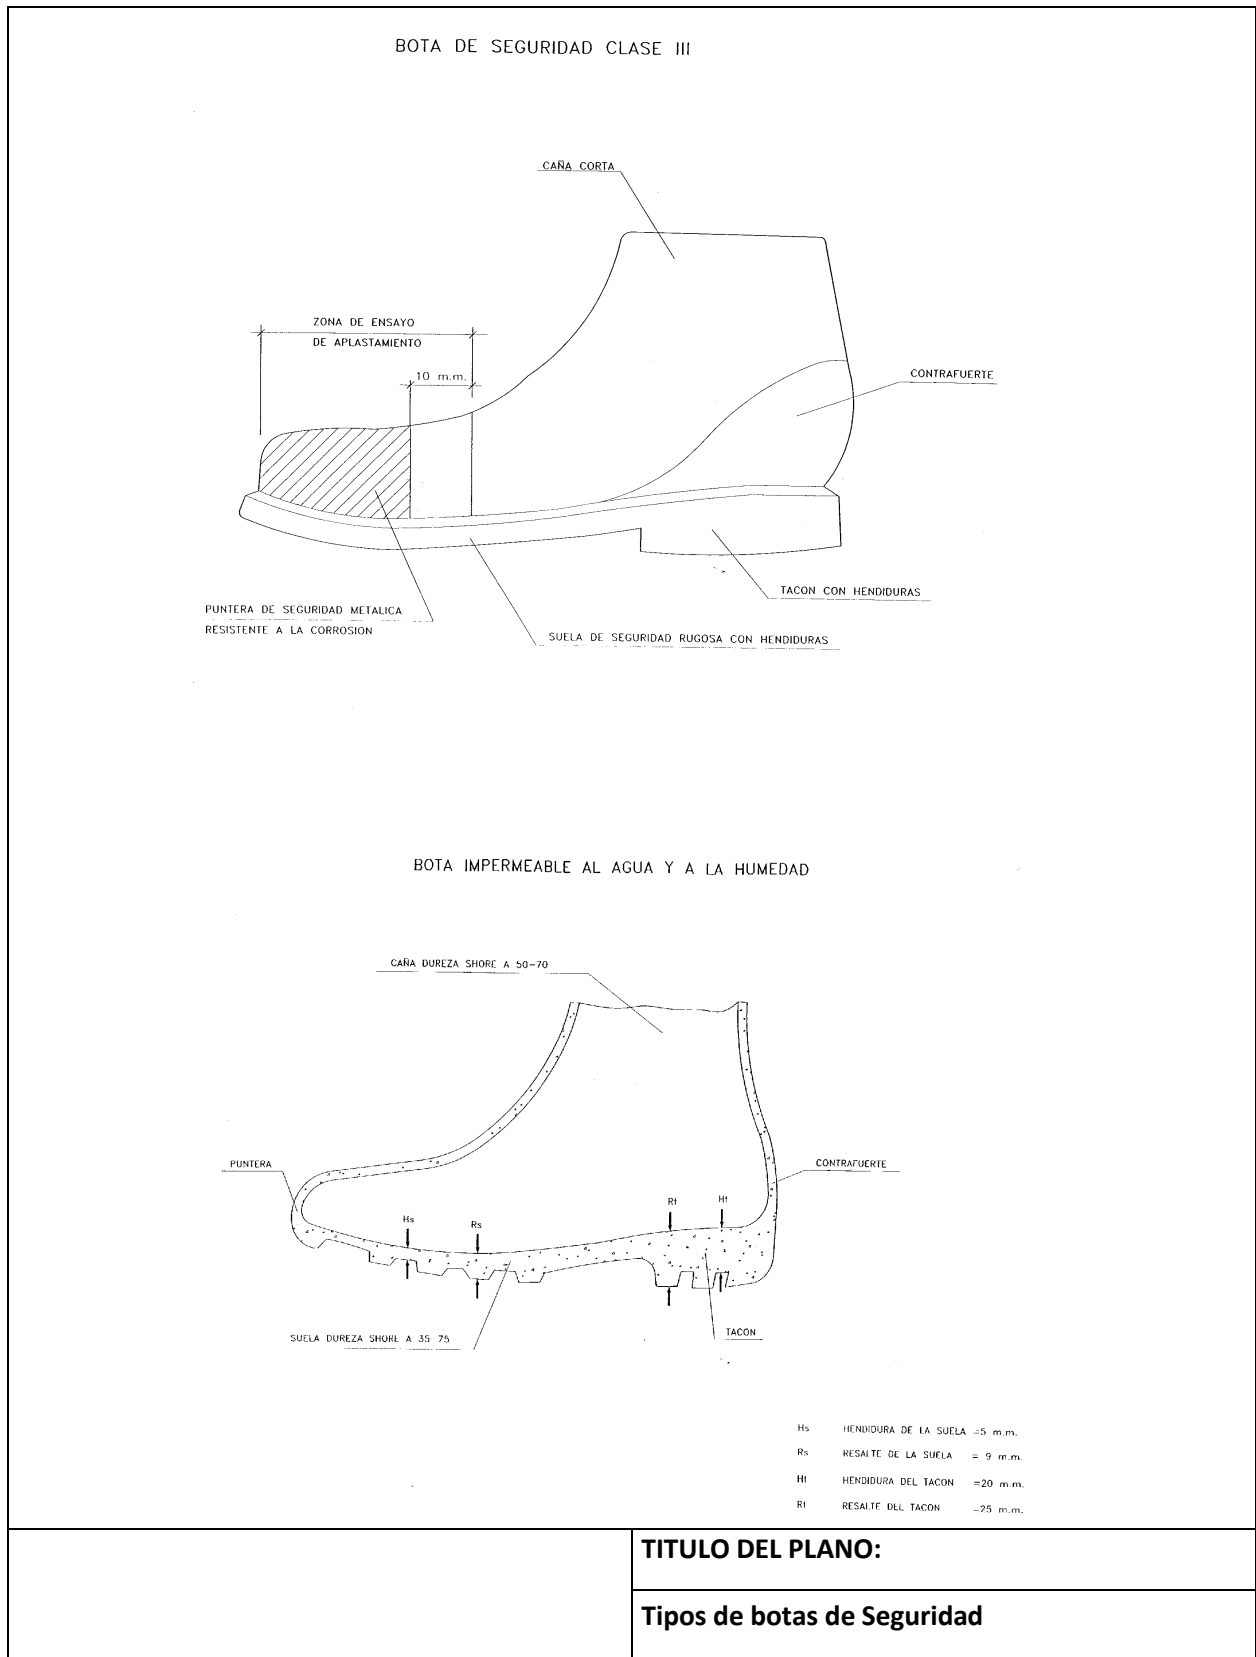 BOTA DE SEGURIDAD CLASE III
CAÑA CORTA
ZONA DE ENSAYO
DE APLASTAMIENTO
10 m.m.
CONTRAFUERTE
TACON CON HENDIDURAS
PUNTERA DE SEGURIDAD METALICA
RESISTENTE A LA CORROSION
SUELA DE SEGURIDAD RUGOSA CON HENDIDURAS
BOTA IMPERMEABLE AL AGUA Y A LA HUMEDAD
CAÑA DUREZA SHORE A 50-70
PUNTERA
CONTRAFUERTE
Hs
Rs
Rt
Ht
SUELA DUREZA SHORE A 35-75
TACON
Hs HENDIDURA DE LA SUELA =5 m.m.
Rs RESALTE DE LA SUELA = 9 m.m.
Ht HENDIDURA DEL TACON =20 m.m.
Rt RESALTE DEL TACON =25 m.m.
TITULO DEL PLANO:
Tipos de botas de Seguridad